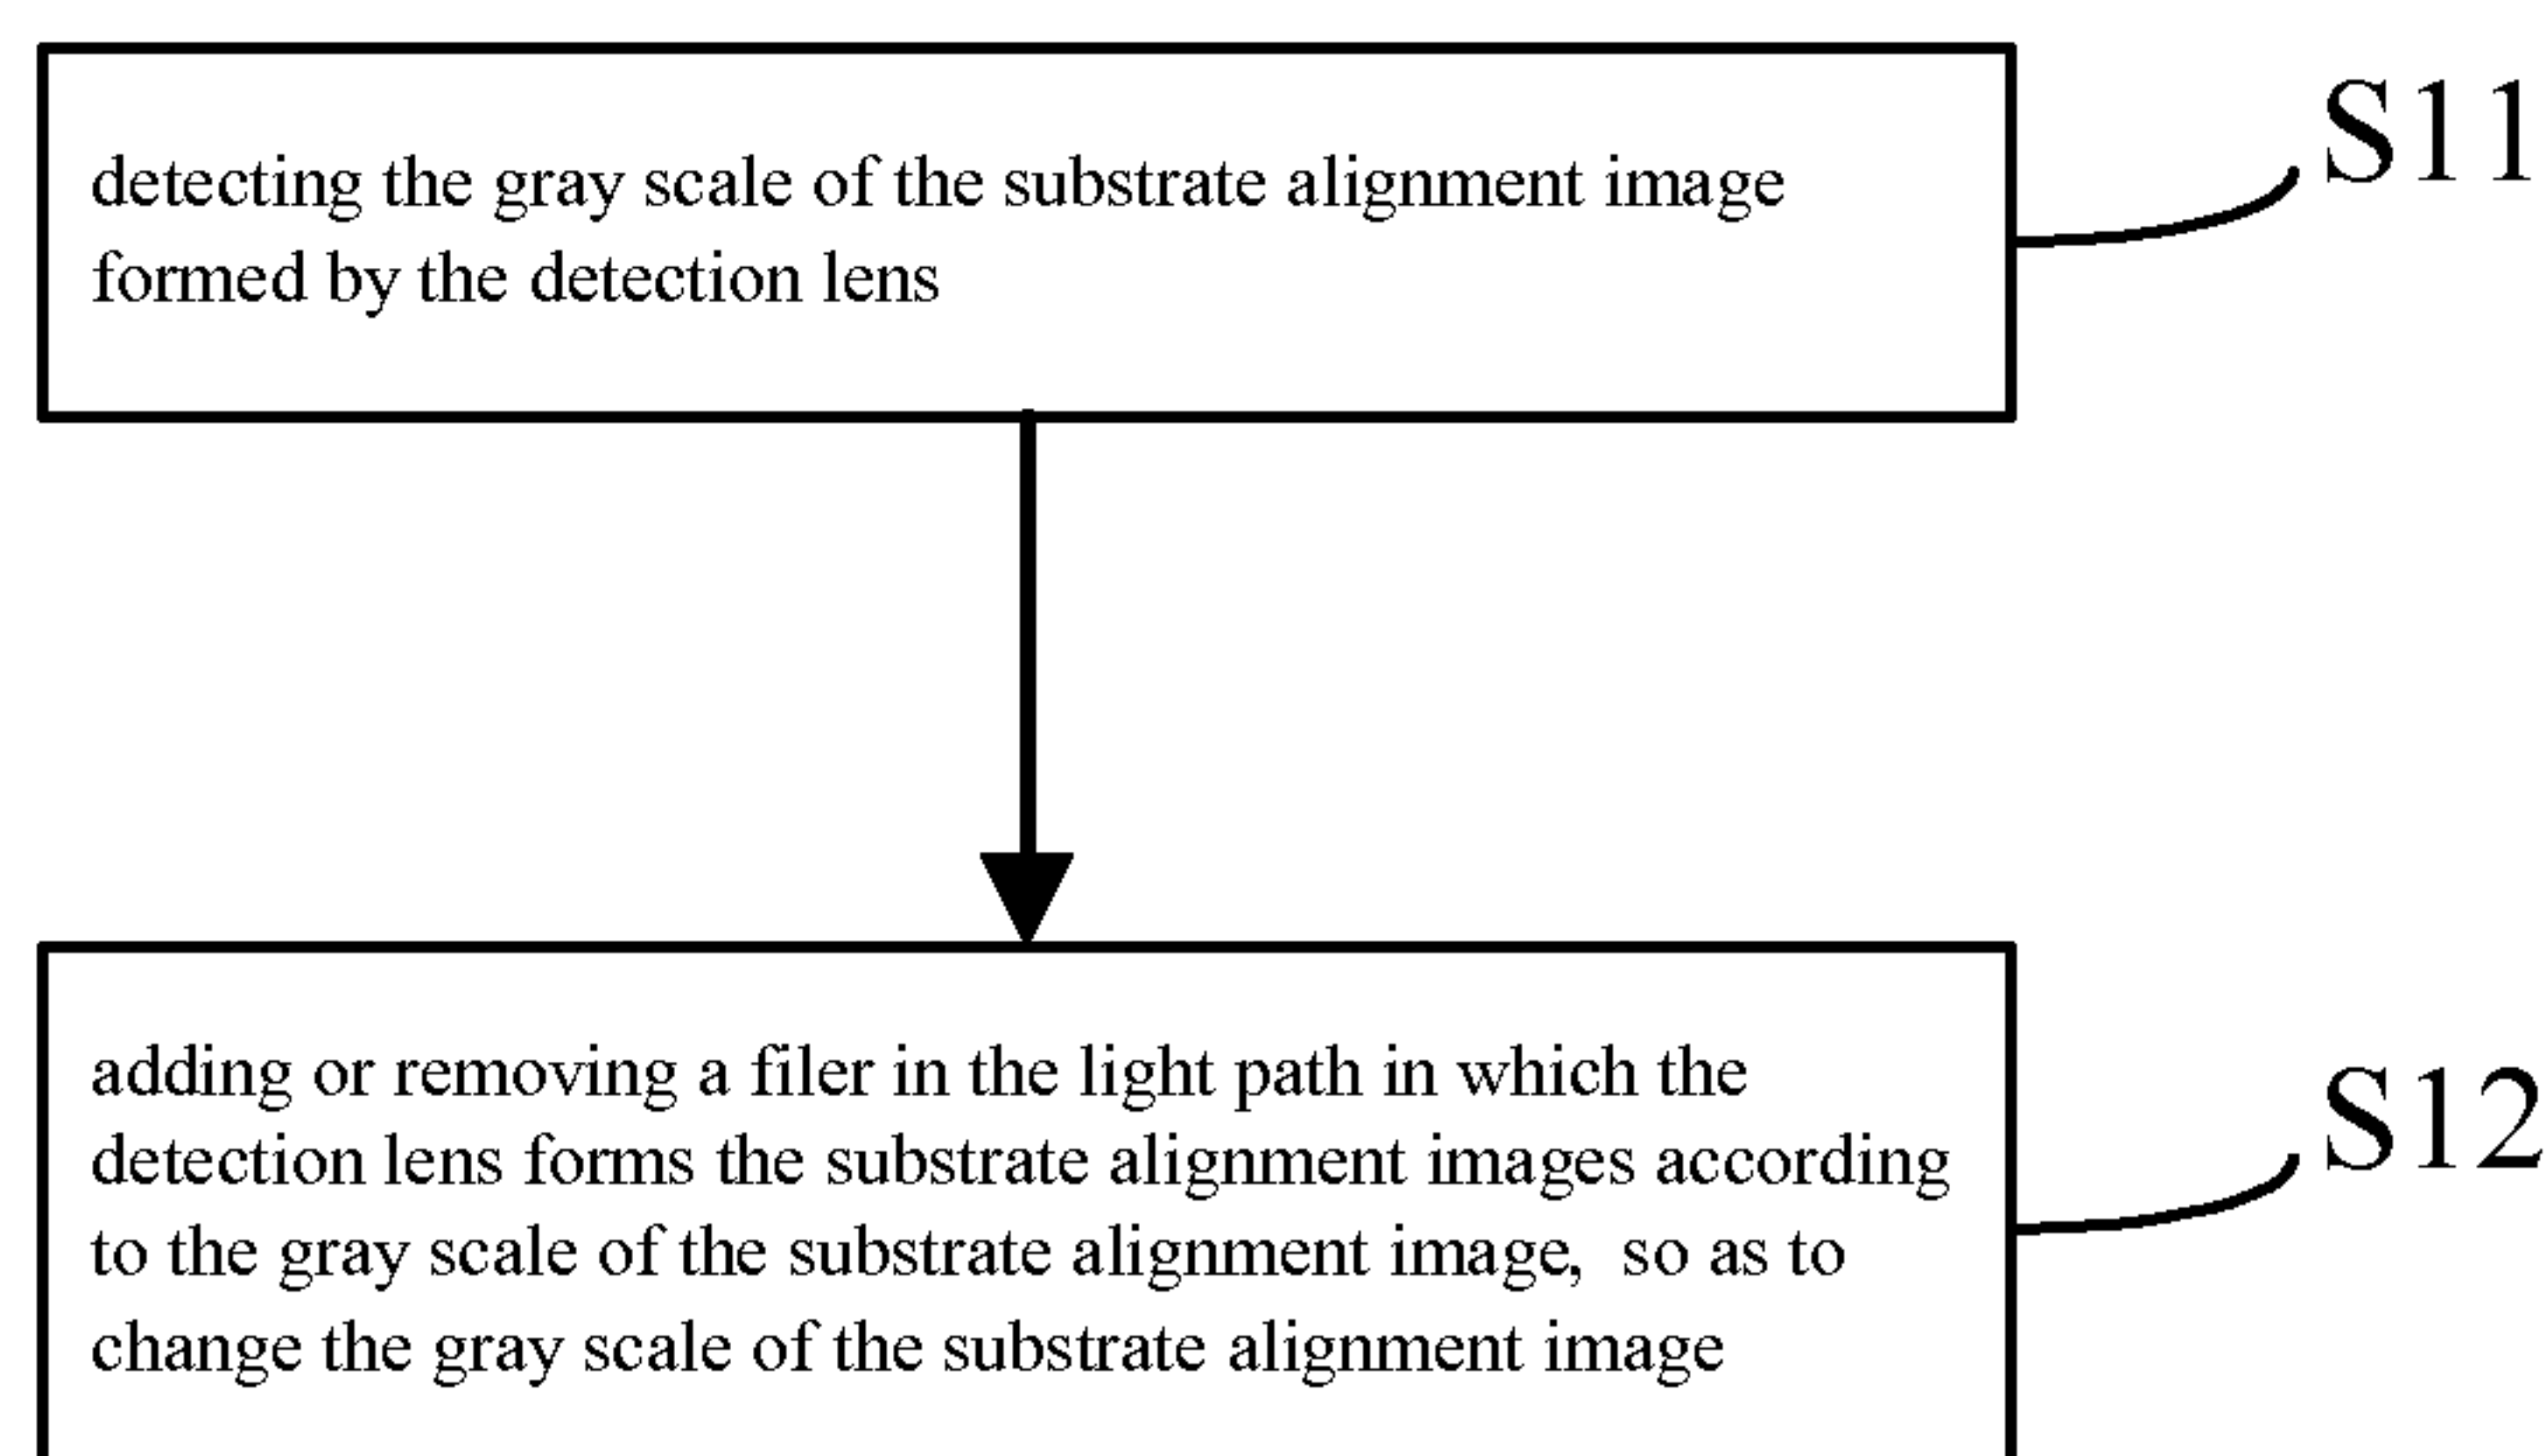 S11
detecting the gray scale of the substrate alignment image
formed by the detection lens
S12
adding or removing a filer in the light path in which the
detection lens forms the substrate alignment images according
to the gray scale of the substrate alignment image, so as to
change the gray scale of the substrate alignment image